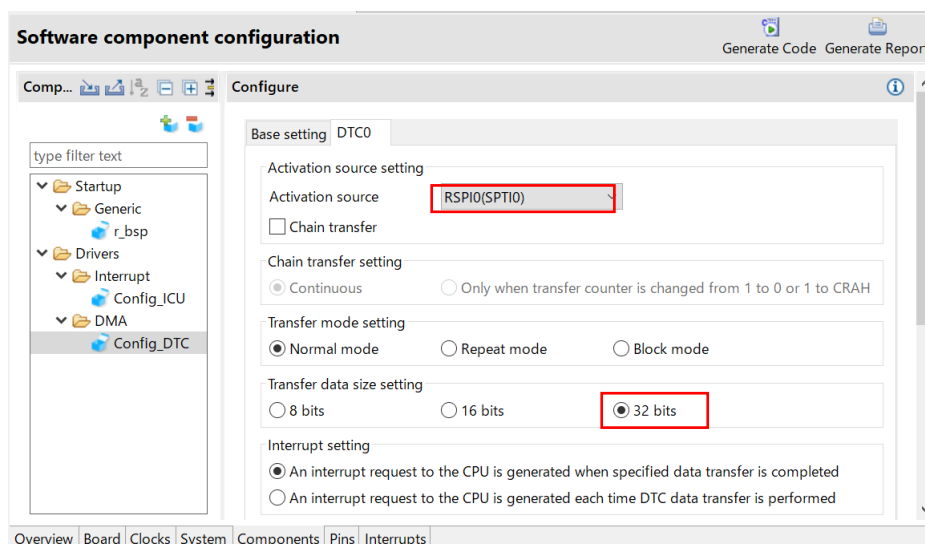 Software component configuration
Generate Code Generate Repor
Comp...
Configure
Base setting DTC0
type filter text
Startup
Generic
r_bsp
Drivers
Interrupt
Config_ICU
DMA
Config_DTC
Activation source setting
Activation source RSPI0(SPTI0)
Chain transfer
Chain transfer setting
Continuous Only when transfer counter is changed from 1 to 0 or 1 to CRAH
Transfer mode setting
Normal mode Repeat mode Block mode
Transfer data size setting
8 bits 16 bits 32 bits
Interrupt setting
An interrupt request to the CPU is generated when specified data transfer is completed
An interrupt request to the CPU is generated each time DTC data transfer is performed
Overview Board Clocks System Components Pins Interrupts